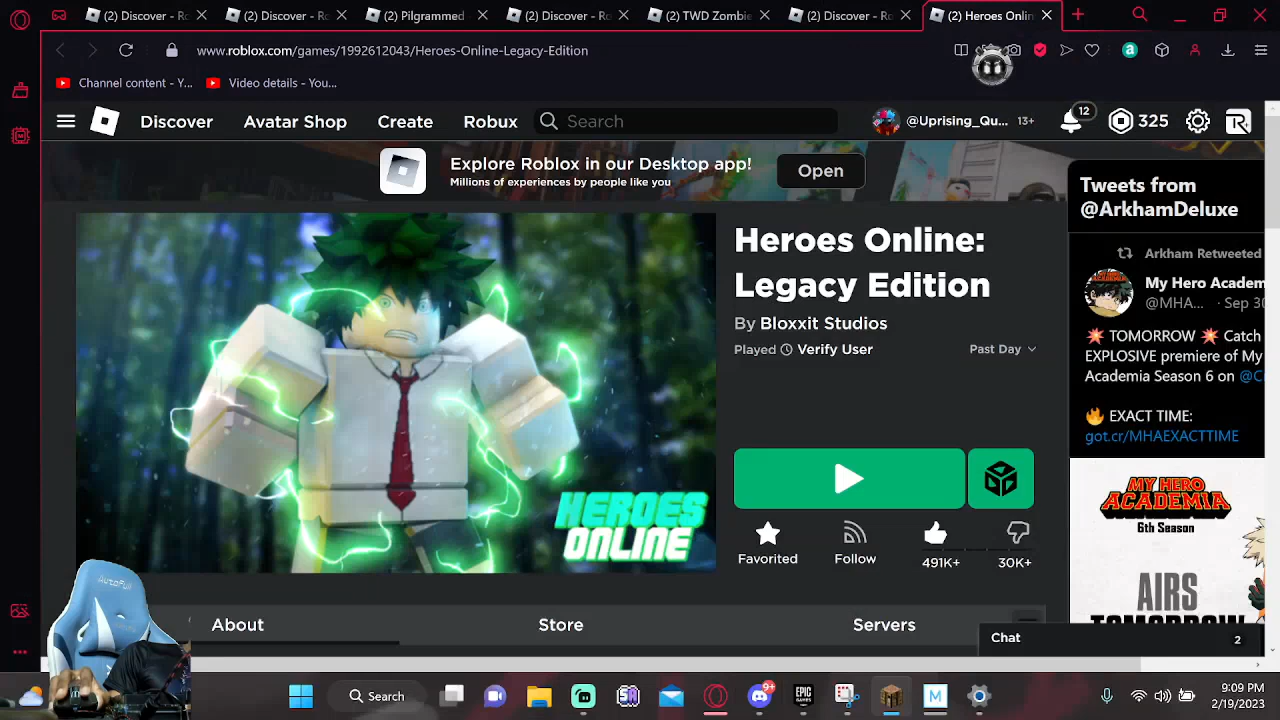 (2) Discover - Ro
(2) Discover - Ro
(2) Pilgrammed
(2) Discover - Ro
(2) TWD Zombie
(2) Discover - Ro
(2) Heroes Onlin
www.roblox.com/games/1992612043/Heroes-Online-Legacy-Edition
Channel content - Y...
Video details - You...
Discover
Avatar Shop
Create
Robux
Search
@Uprising_Qu...
13+
12
325
Explore Roblox in our Desktop app!
Millions of experiences by people like you
Open
Heroes Online:
Legacy Edition
By Bloxxit Studios
Played Verify User
Past Day
HEROES
ONLINE
Favorited
Follow
491K+
30K+
About
Store
Servers
Tweets from
@ArkhamDeluxe
Arkham Retweeted
My Hero Academ
@MHA... · Sep 30
TOMORROW Catch
EXPLOSIVE premiere of My
Academia Season 6 on
EXACT TIME:
got.cr/MHAEXACTTIME
MY HERO
ACADEMIA
6th Season
AIRS
TOMORROW
Chat
2
AutoFull
Search
9+
EPIC
GAMES
M
9:06 PM
2/19/2023